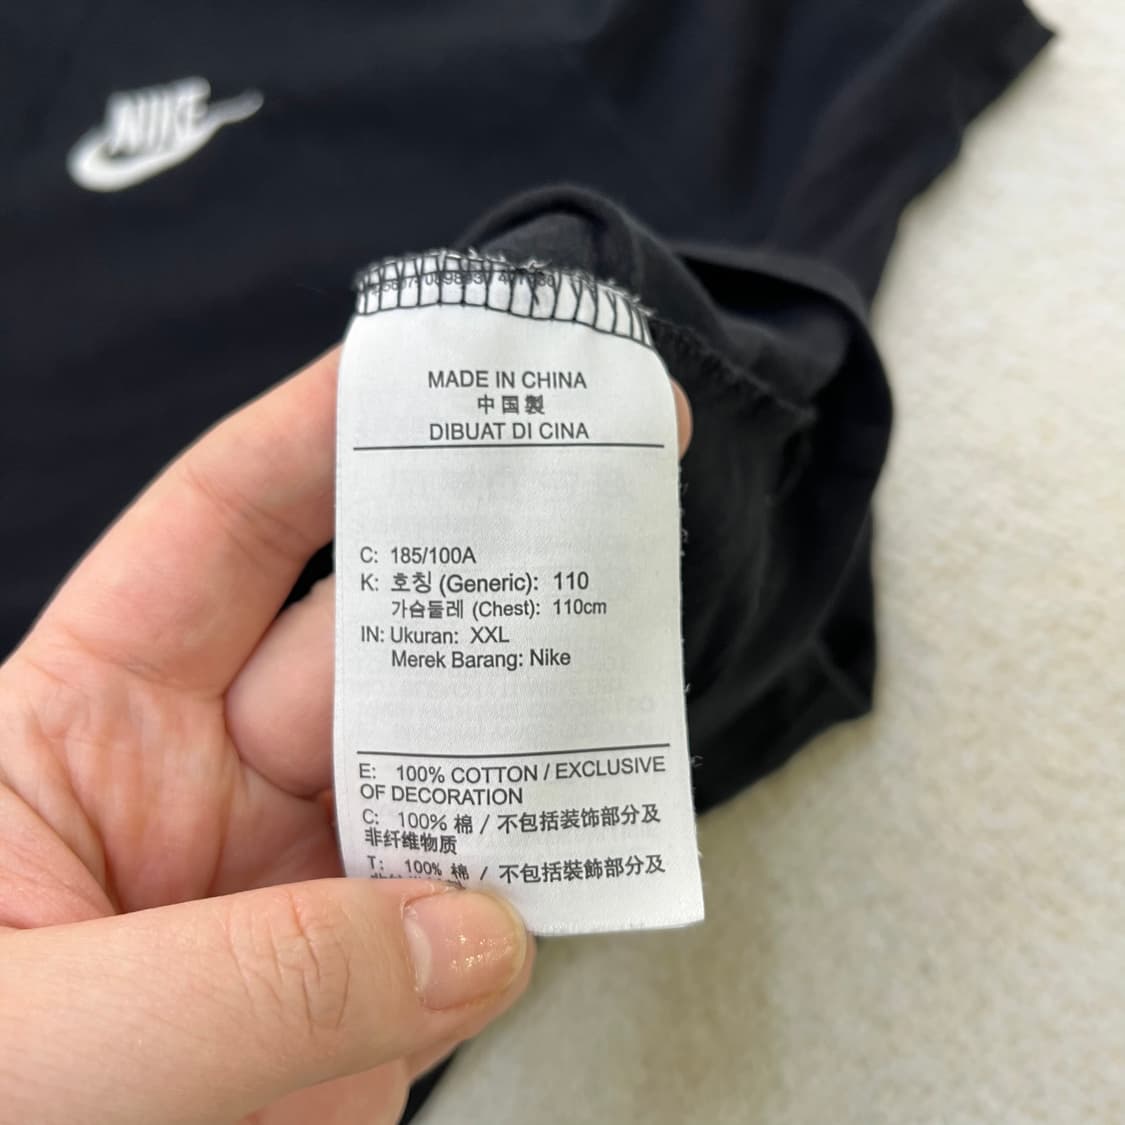 NIKE
MADE IN CHINA
中国製
DIBUAT DI CINA
C: 185/100A
K: 호칭 (Generic): 110
가슴둘레 (Chest): 110cm
IN: Ukuran: XXL
Merek Barang: Nike
E: 100% COTTON / EXCLUSIVE
OF DECORATION
C: 100% 棉 / 不包括装饰部分及
非纤维物质
T: 100% 棉 / 不包括裝飾部分及